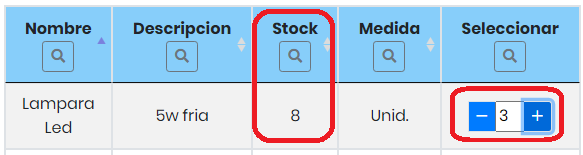 Nombre Descripcion Stock Medida Seleccionar
Lampara
Led 5w fria 8 Unid. − 3 +